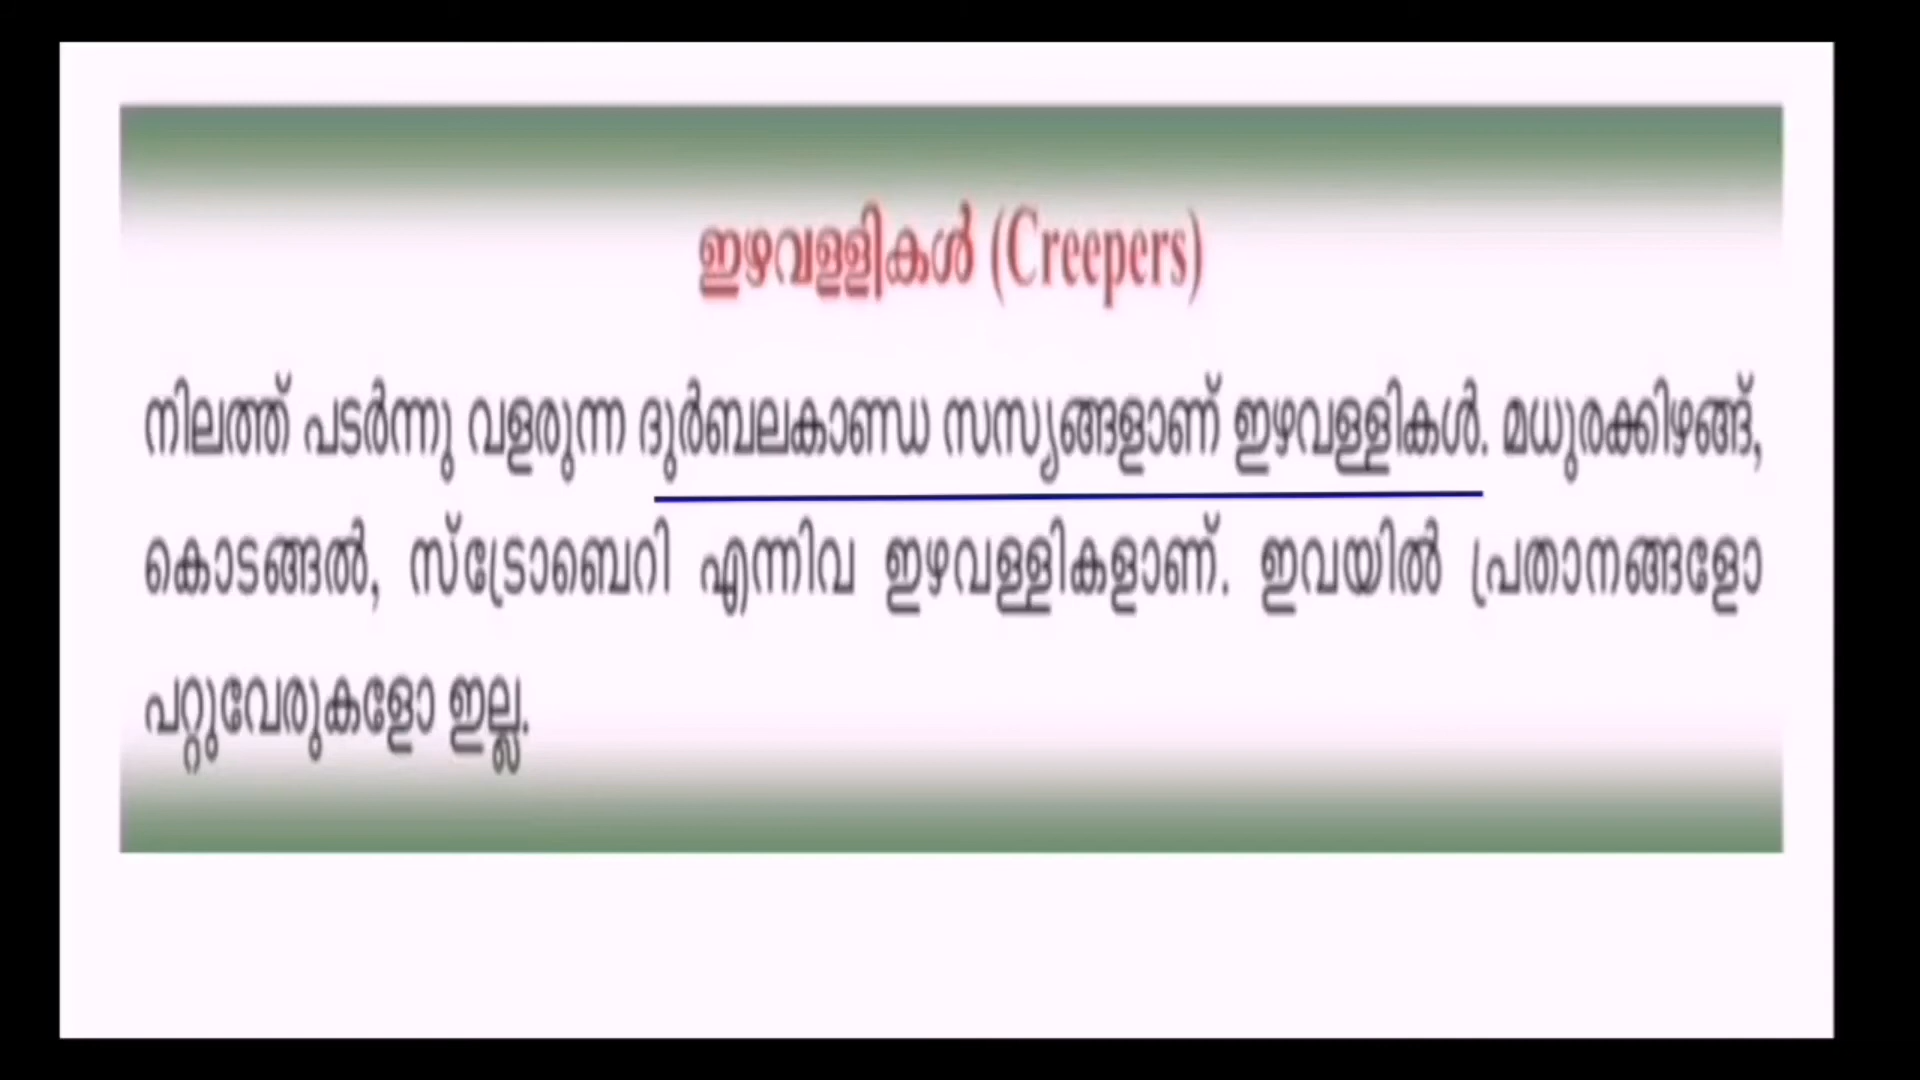 ഇഴവള്ളികൾ (Creepers)
നിലത്ത് പടർന്നു വളരുന്ന ദുർബലകാണ്ഡ സസ്യങ്ങളാണ് ഇഴവള്ളികൾ. മധുരക്കിഴങ്ങ്,
കൊടങ്ങൽ, സ്ട്രോബെറി എന്നിവ ഇഴവള്ളികളാണ്. ഇവയിൽ പ്രതാനങ്ങളോ
പറ്റുവേരുകളോ ഇല്ല.